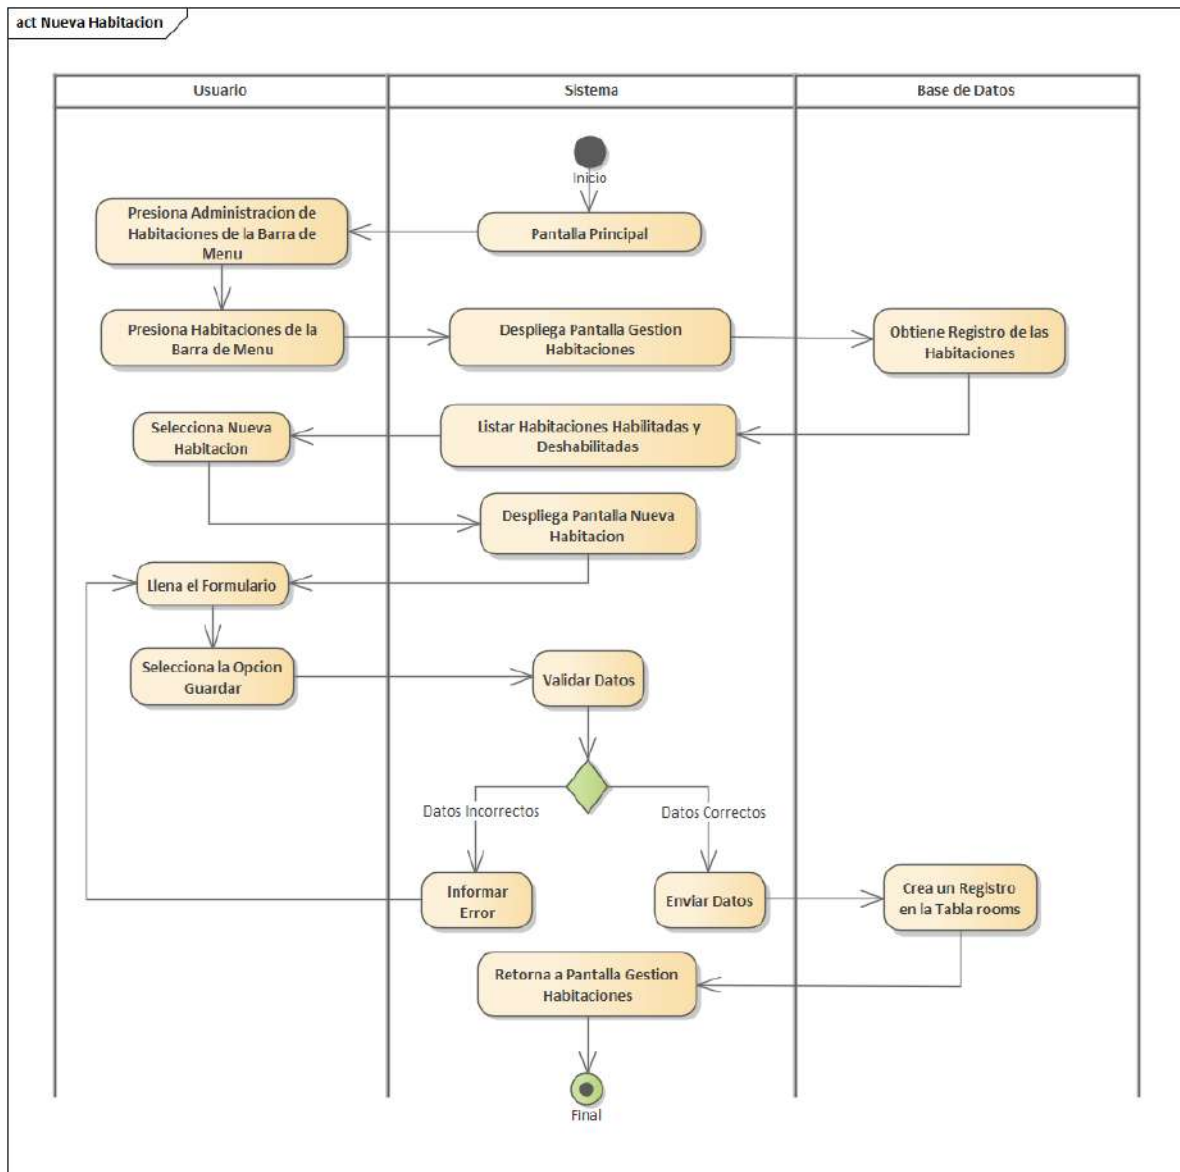 act Nueva Habitacion
Usuario
Sistema
Base de Datos
Inicio
Presiona Administracion de
Habitaciones de la Barra de
Menu
Pantalla Principal
Presiona Habitaciones de la
Barra de Menu
Despliega Pantalla Gestion
Habitaciones
Obtiene Registro de las
Habitaciones
Selecciona Nueva
Habitacion
Listar Habitaciones Habilitadas y
Deshabilitadas
Despliega Pantalla Nueva
Habitacion
Llena el Formulario
Selecciona la Opcion
Guardar
Validar Datos
Datos Incorrectos
Datos Correctos
Informar
Error
Enviar Datos
Crea un Registro
en la Tabla rooms
Retorna a Pantalla Gestion
Habitaciones
Final